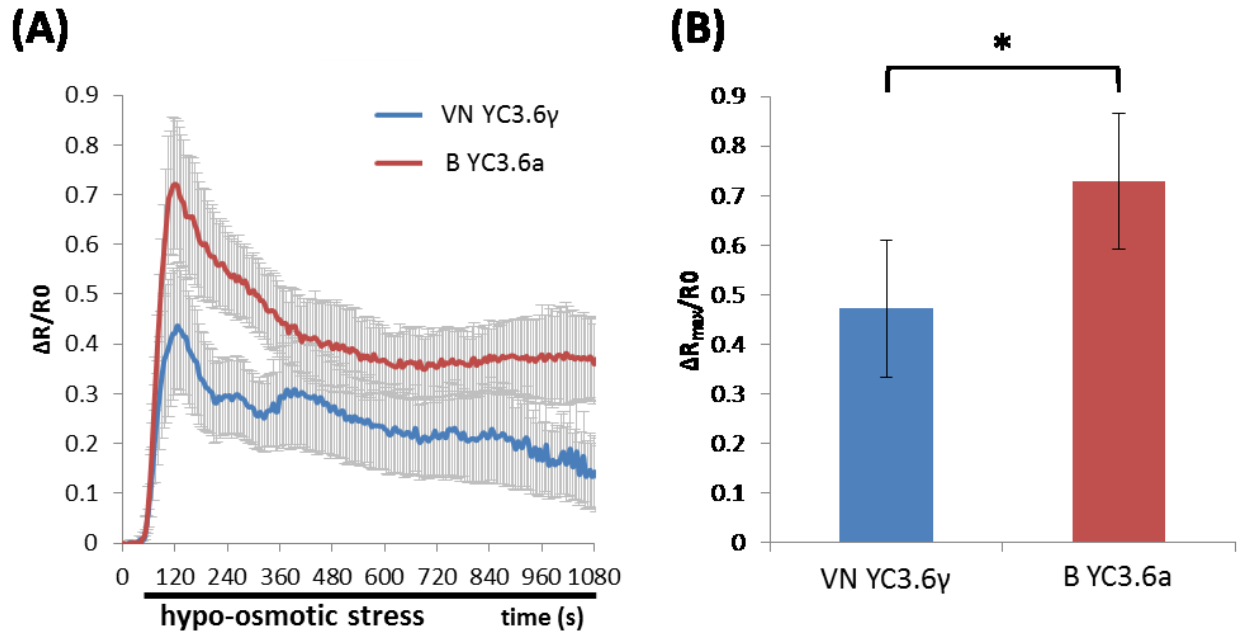 (A)
ΔR/R0
0.9
0.8
0.7
0.6
0.5
0.4
0.3
0.2
0.1
0
VN YC3.6γ
B YC3.6a
0 120 240 360 480 600 720 840 960 1080
hypo-osmotic stress time (s)
(B)
*
ΔRmax/R0
0.9
0.8
0.7
0.6
0.5
0.4
0.3
0.2
0.1
0
VN YC3.6γ B YC3.6a